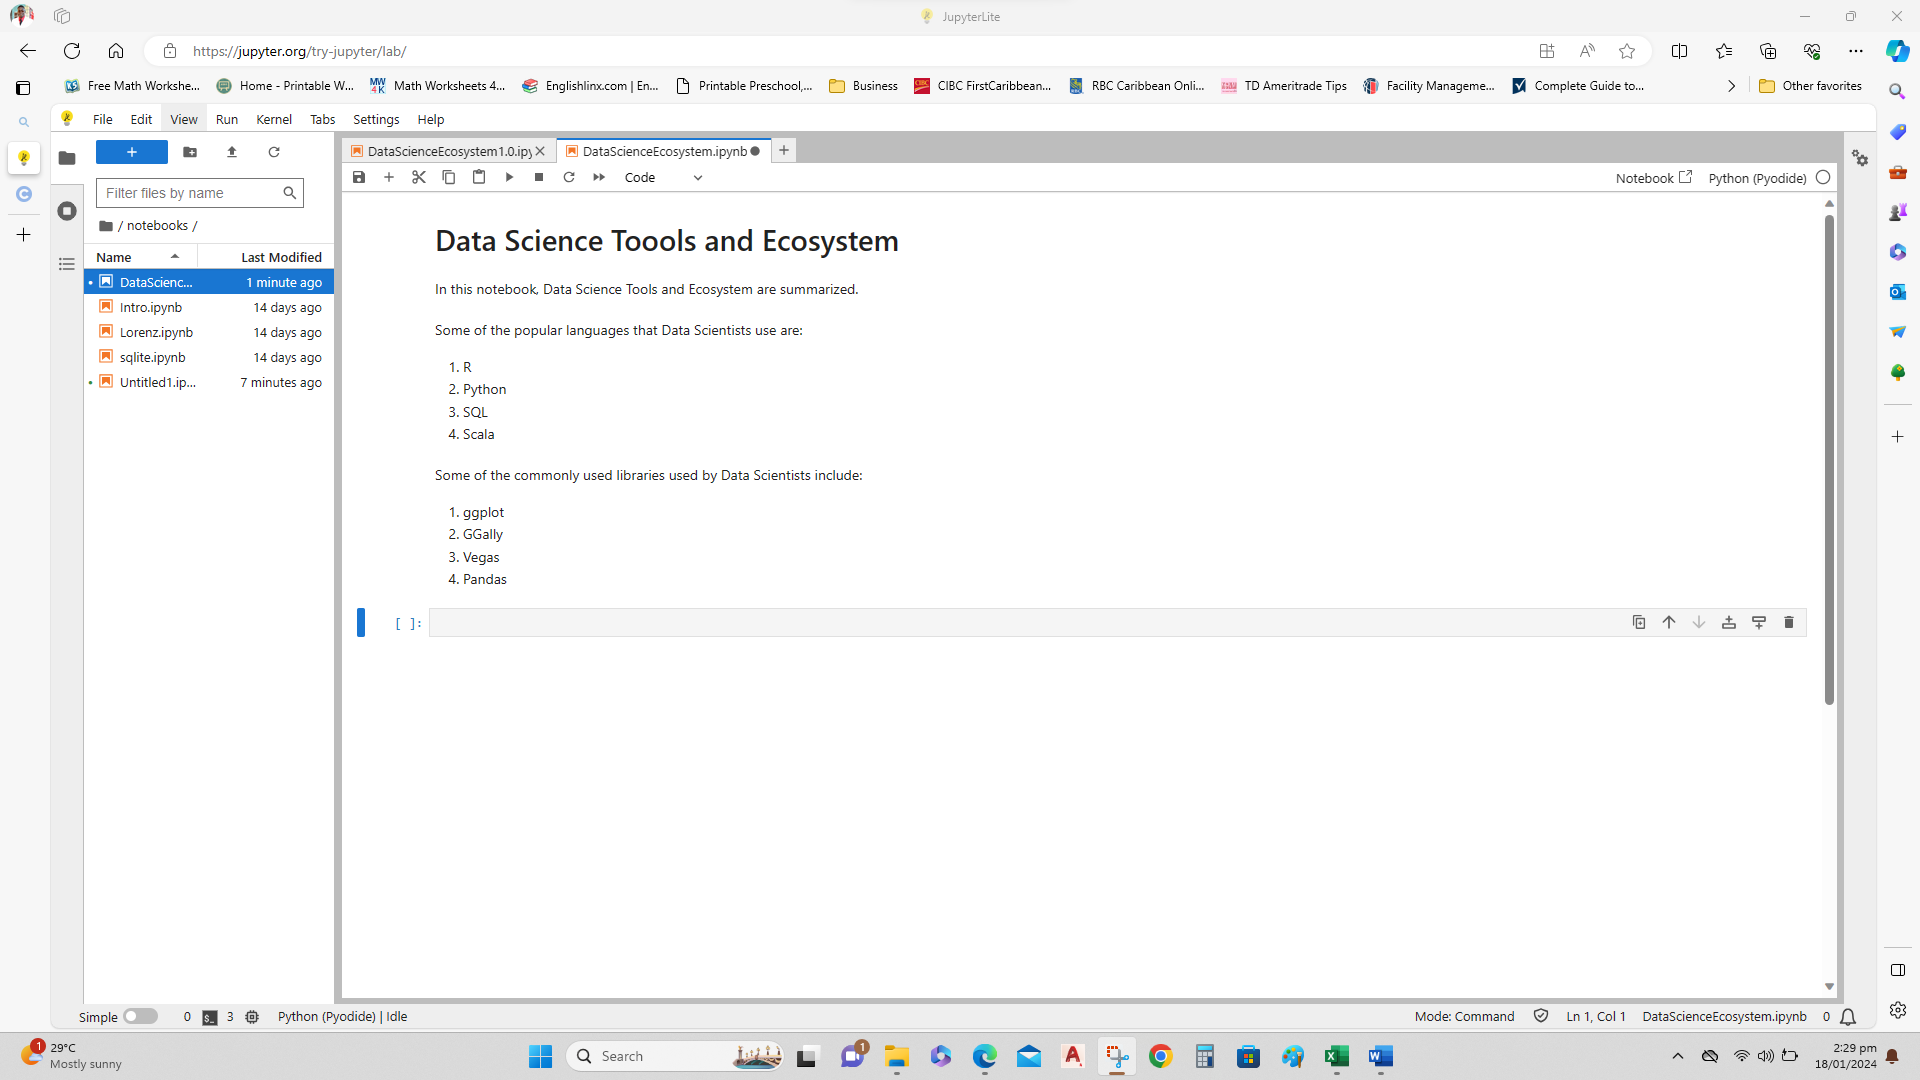 JupyterLite
https://jupyter.org/try-jupyter/lab/
Free Math Workshe... Home - Printable W... Math Worksheets 4... Englishlinx.com | En... Printable Preschool,... Business CIBC FirstCaribbean... RBC Caribbean Onli... TD Ameritrade Tips Facility Manageme... Complete Guide to... Other favorites
File Edit View Run Kernel Tabs Settings Help
DataScienceEcosystem1.0.ipy DataScienceEcosystem.ipynb
Code Notebook Python (Pyodide)
Filter files by name
/ notebooks /
Name Last Modified
DataScienc... 1 minute ago
Intro.ipynb 14 days ago
Lorenz.ipynb 14 days ago
sqlite.ipynb 14 days ago
Untitled1.ip... 7 minutes ago
Data Science Toools and Ecosystem
In this notebook, Data Science Tools and Ecosystem are summarized.
Some of the popular languages that Data Scientists use are:
1. R
2. Python
3. SQL
4. Scala
Some of the commonly used libraries used by Data Scientists include:
1. ggplot
2. GGally
3. Vegas
4. Pandas
[ ]:
Simple 0 $_ 3 Python (Pyodide) | Idle Mode: Command Ln 1, Col 1 DataScienceEcosystem.ipynb 0
1 29°C
Mostly sunny
Search
1
2:29 pm
18/01/2024